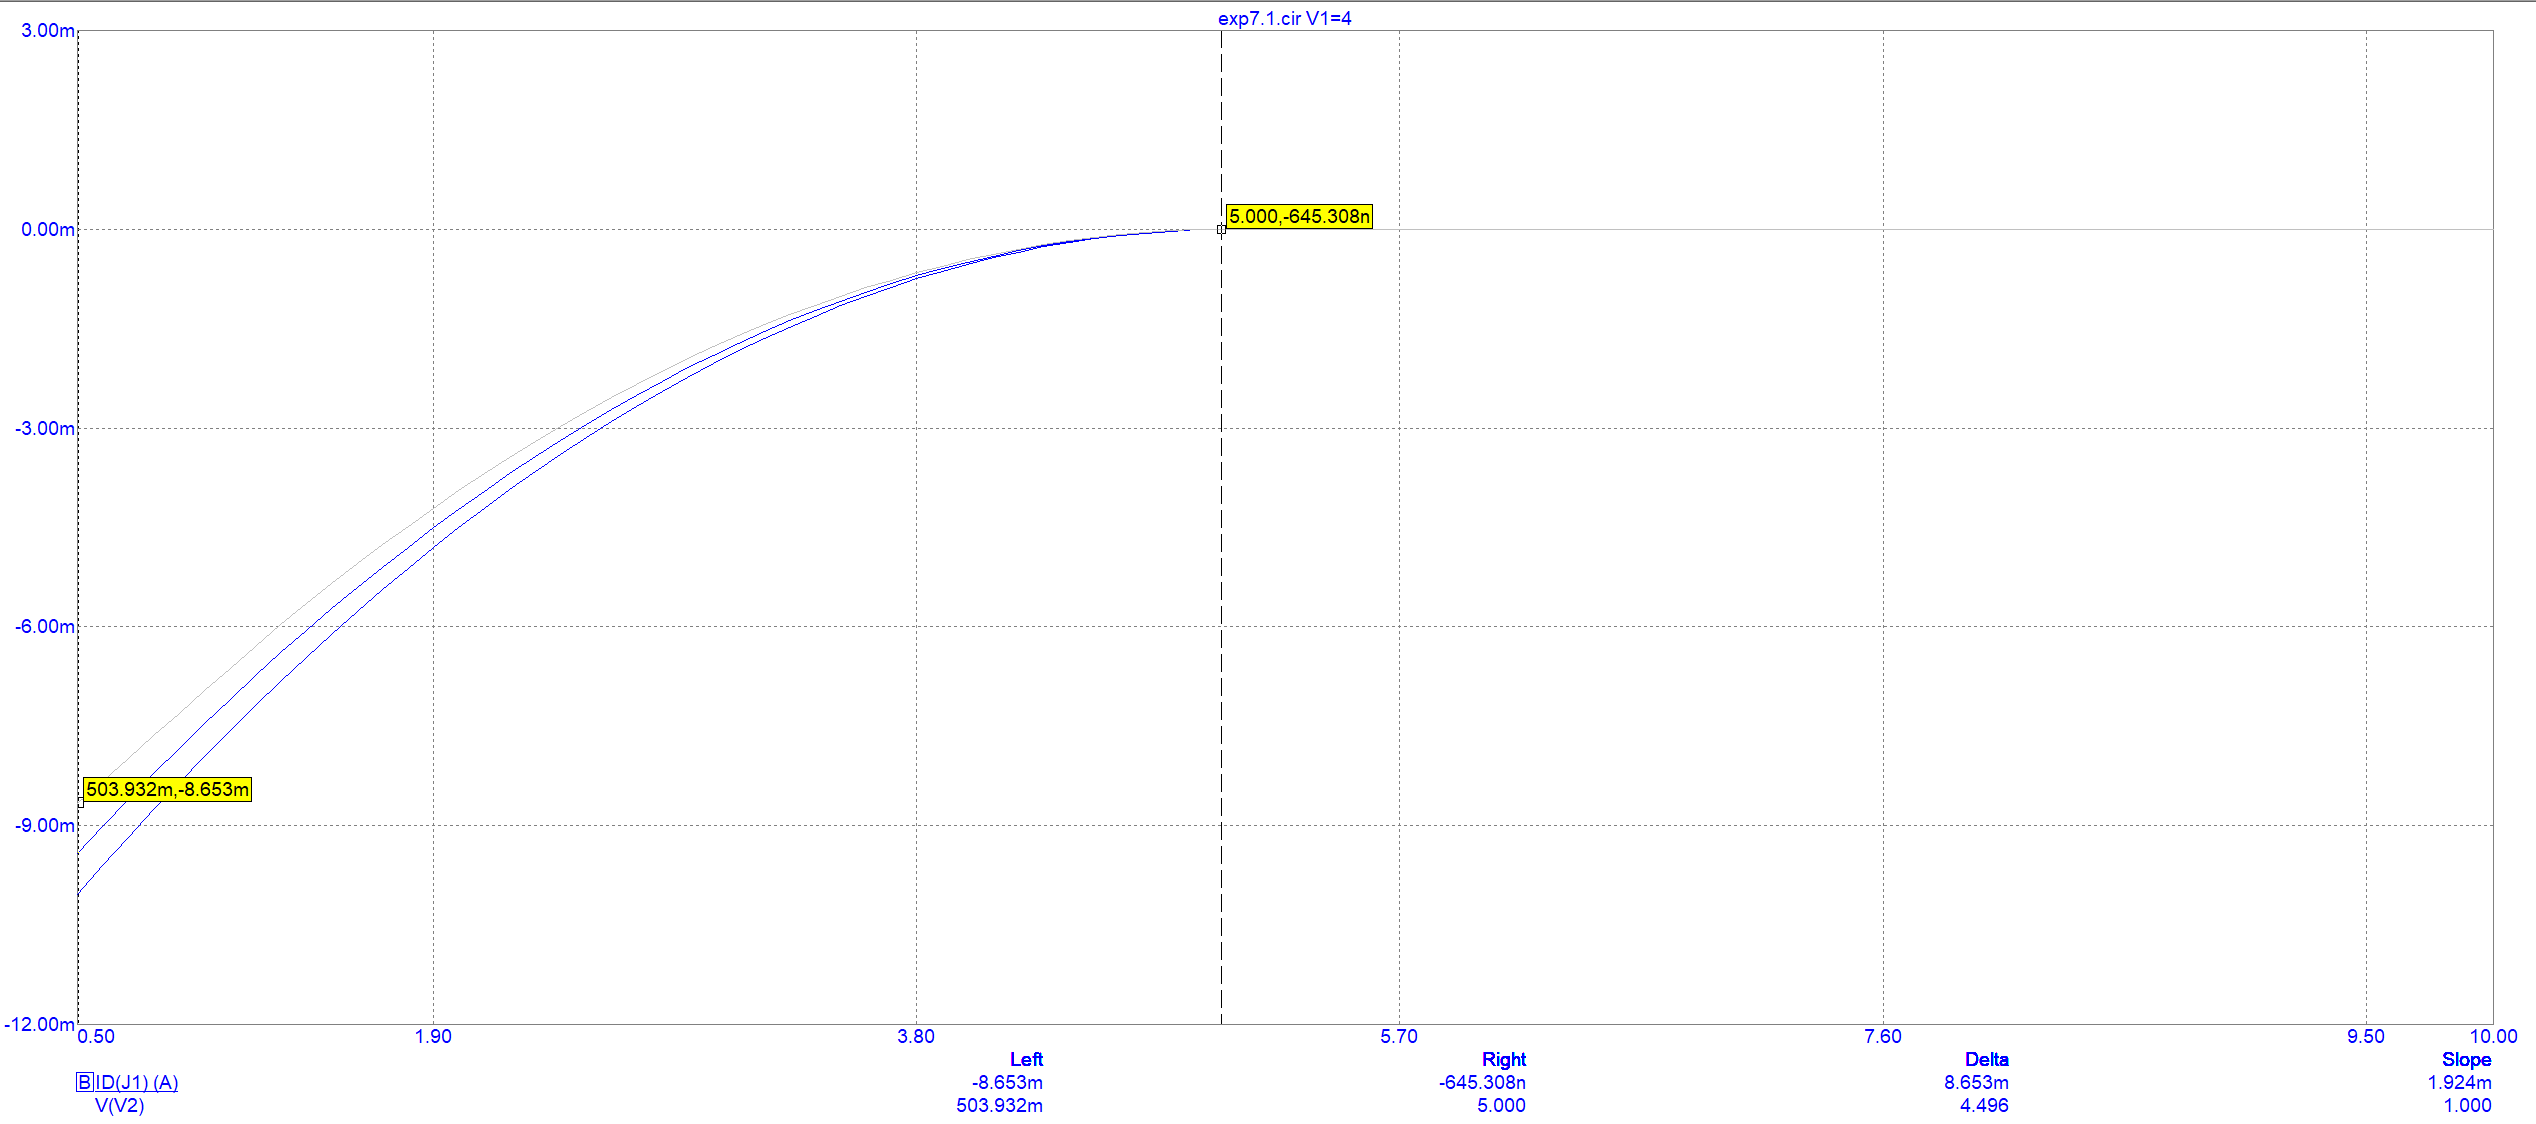 exp7.1.cir V1=4
3.00m
0.00m
5.000,-645.308n
-3.00m
-6.00m
503.932m,-8.653m
-9.00m
-12.00m
0.50 1.90 3.80 5.70 7.60 9.50 10.00
Left Right Delta Slope
B ID(J1) (A) -8.653m -645.308n 8.653m 1.924m
V(V2) 503.932m 5.000 4.496 1.000